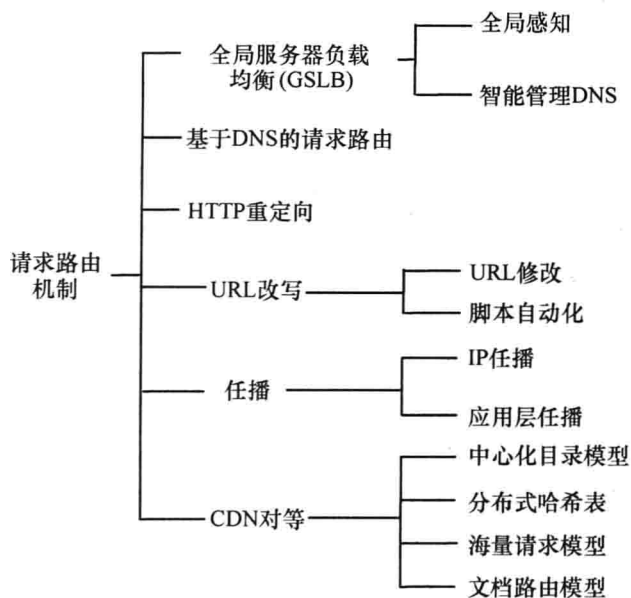 全局服务器负载
均衡(GSLB)
全局感知
智能管理DNS
基于DNS的请求路由
HTTP重定向
请求路由
机制
URL改写
URL修改
脚本自动化
任播
IP任播
应用层任播
CDN对等
中心化目录模型
分布式哈希表
海量请求模型
文档路由模型